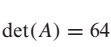 det(A) = 64